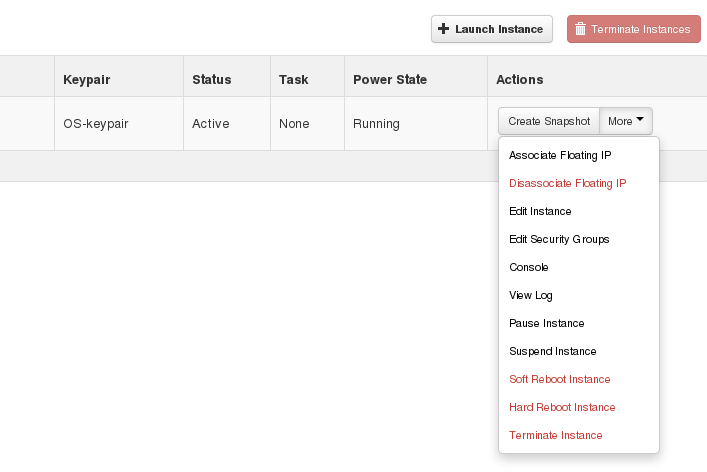 Launch Instance Terminate Instances
Keypair Status Task Power State Actions
OS-keypair Active None Running Create Snapshot More
Associate Floating IP
Disassociate Floating IP
Edit Instance
Edit Security Groups
Console
View Log
Pause Instance
Suspend Instance
Soft Reboot Instance
Hard Reboot Instance
Terminate Instance